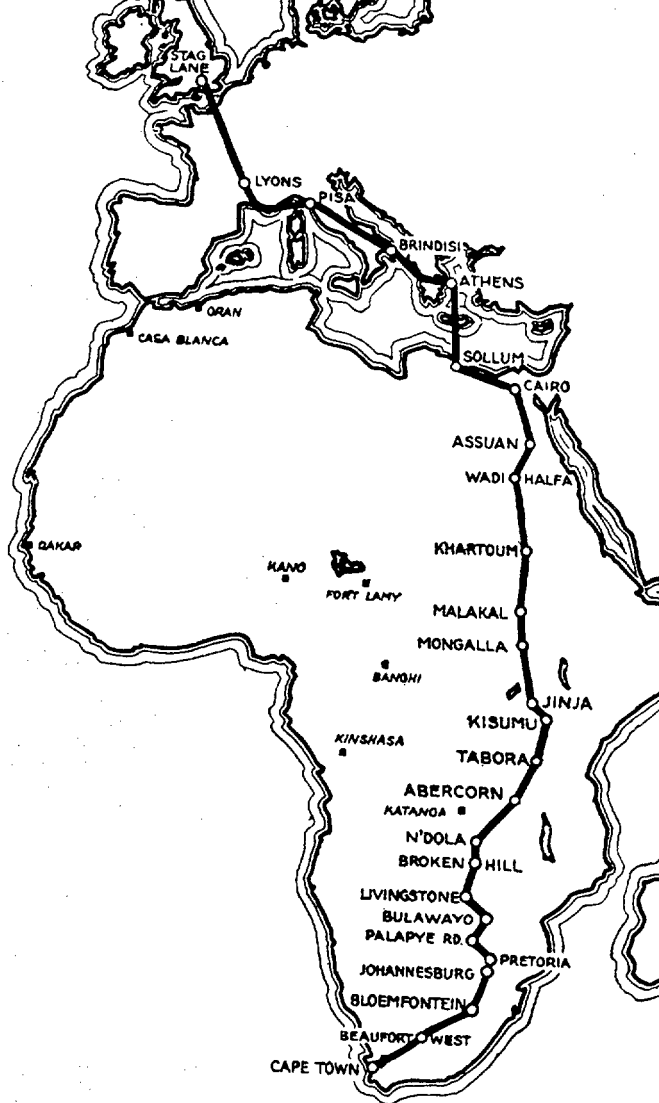 STAG
LANE
LYONS
PISA
BRINDISI
ATHENS
ORAN
CASA BLANCA
SOLLUM
CAIRO
ASSUAN
WADI HALFA
DAKAR
KHARTOUM
KANO
FORT LAMY
MALAKAL
MONGALLA
BANGHI
JINJA
KISUMU
KINSHASA
TABORA
ABERCORN
KATANGA
N'DOLA
BROKEN HILL
LIVINGSTONE
BULAWAYO
PALAPYE RD.
PRETORIA
JOHANNESBURG
BLOEMFONTEIN
BEAUFORT WEST
CAPE TOWN